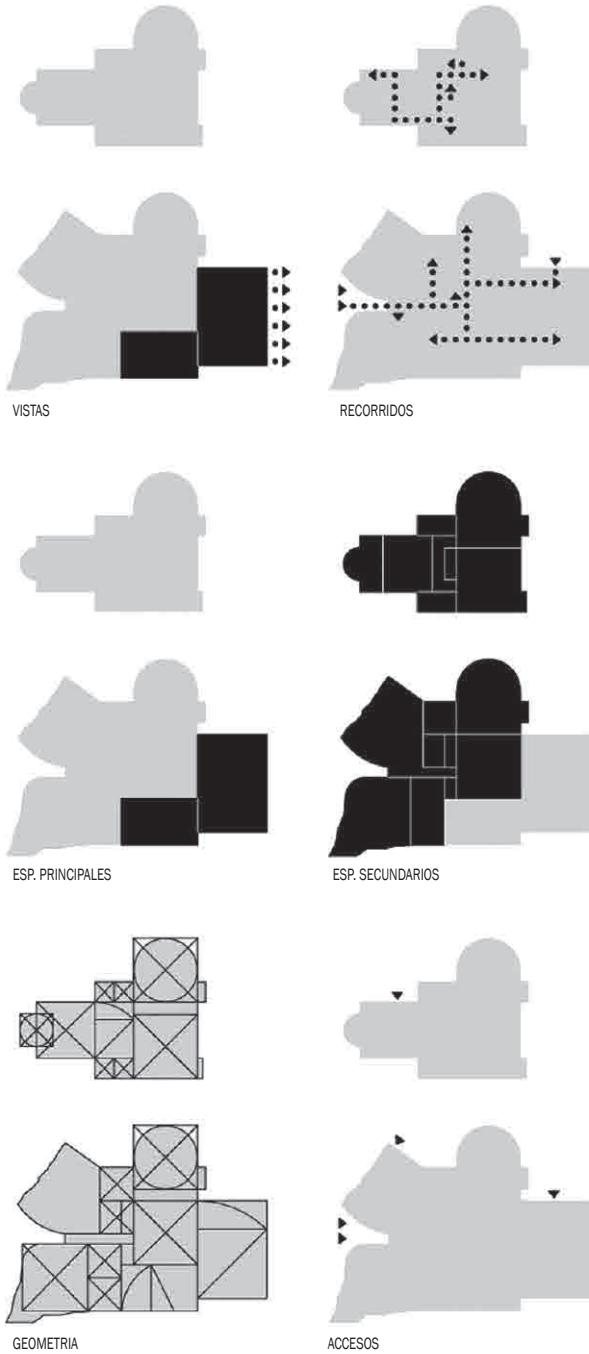 VISTAS
RECORRIDOS
ESP. PRINCIPALES
ESP. SECUNDARIOS
GEOMETRIA
ACCESOS